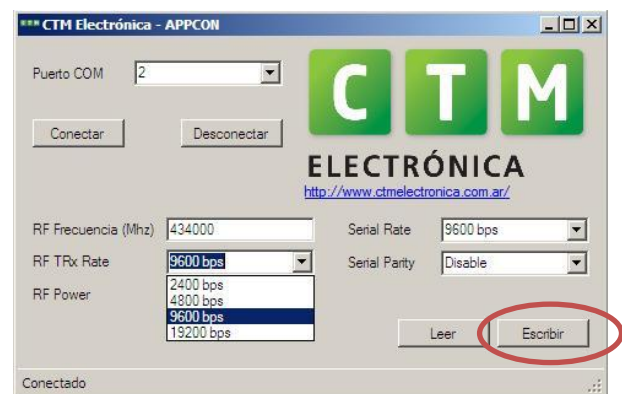 CTM Electrónica - APPCON
Puerto COM 2
Conectar Desconectar
CTM
ELECTRÓNICA
http://www.ctmelectronica.com.ar/
RF Frecuencia (Mhz) 434000 Serial Rate 9600 bps
RF TRx Rate 9600 bps Serial Parity Disable
RF Power
2400 bps
4800 bps
9600 bps
19200 bps
Leer Escribir
Conectado